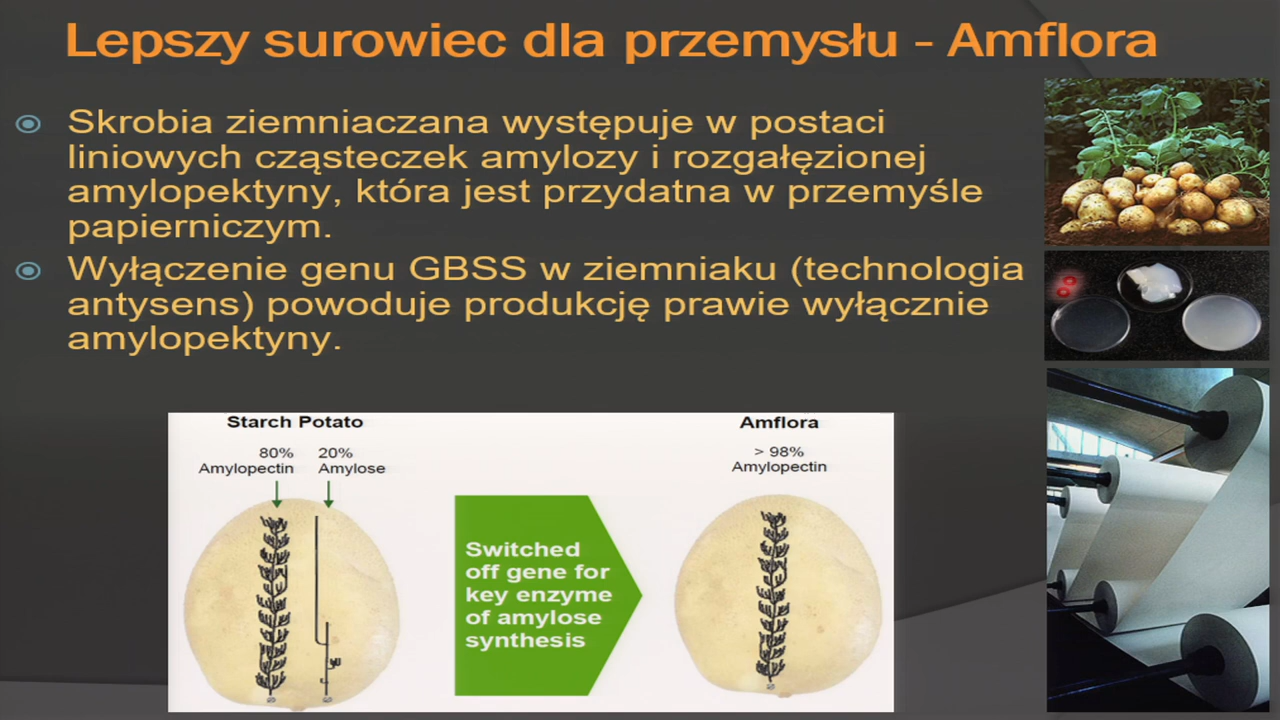 Lepszy surowiec dla przemysłu - Amflora
Skrobia ziemniaczana występuje w postaci
liniowych cząsteczek amylozy i rozgałęzionej
amylopektyny, która jest przydatna w przemyśle
papierniczym.
Wyłączenie genu GBSS w ziemniaku (technologia
antysens) powoduje produkcję prawie wyłącznie
amylopektyny.
Starch Potato
80%
Amylopectin
20%
Amylose
Switched
off gene for
key enzyme
of amylose
synthesis
Amflora
> 98%
Amylopectin